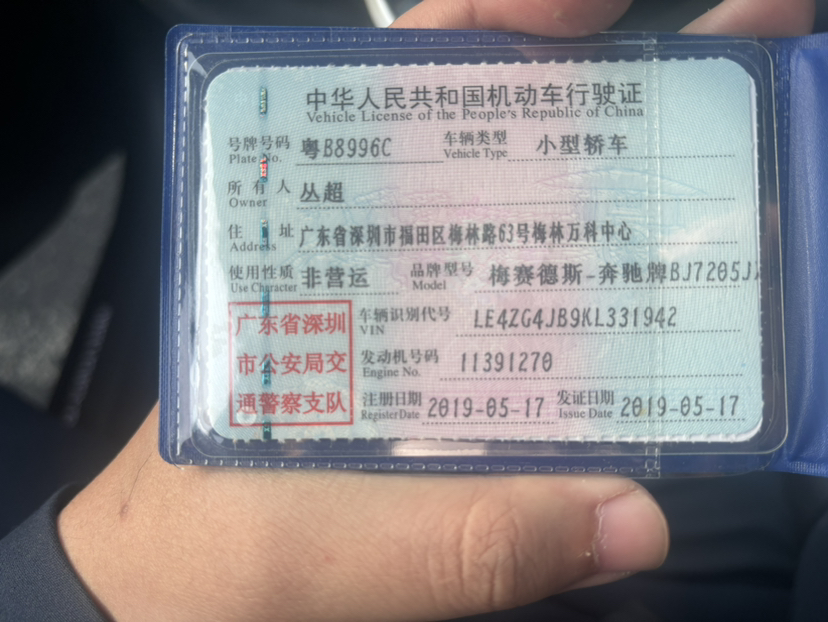 中华人民共和国机动车行驶证
Vehicle License of the People's Republic of China
号牌号码 粤B8996C 车辆类型 小型轿车
Plate No. Vehicle Type
所有人 丛超
Owner
住址 广东省深圳市福田区梅林路63号梅林万科中心
Address
使用性质 非营运 品牌型号 梅赛德斯-奔驰牌BJ7205J
Use Character Model
广东省深圳
市公安局交
通警察支队
车辆识别代号 LE4ZG4JB9KL331942
VIN
发动机号码 11391270
Engine No.
注册日期 2019-05-17 发证日期 2019-05-17
Register Date Issue Date